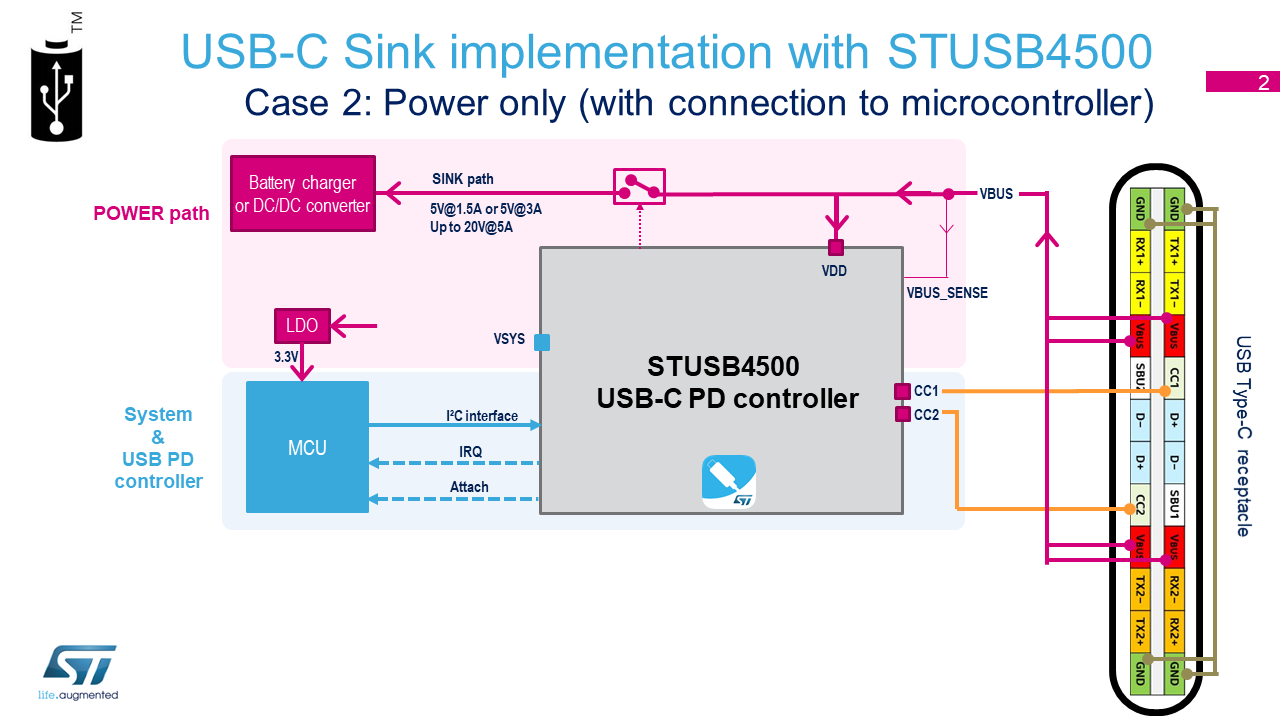 TM
USB-C Sink implementation with STUSB4500
Case 2: Power only (with connection to microcontroller)
2
POWER path
Battery charger
or DC/DC converter
SINK path
5V@1.5A or 5V@3A
Up to 20V@5A
VBUS
VDD
VBUS_SENSE
LDO
3.3V
VSYS
STUSB4500
USB-C PD controller
CC1
CC2
System
&
USB PD
controller
MCU
I²C interface
IRQ
Attach
ST
GND
RX1+
RX1−
VBUS
SBU2
D−
D+
CC2
VBUS
TX2−
TX2+
GND
GND
TX1+
TX1−
VBUS
CC1
D+
D−
SBU1
VBUS
RX2−
RX2+
GND
USB Type-C receptacle
ST
life.augmented